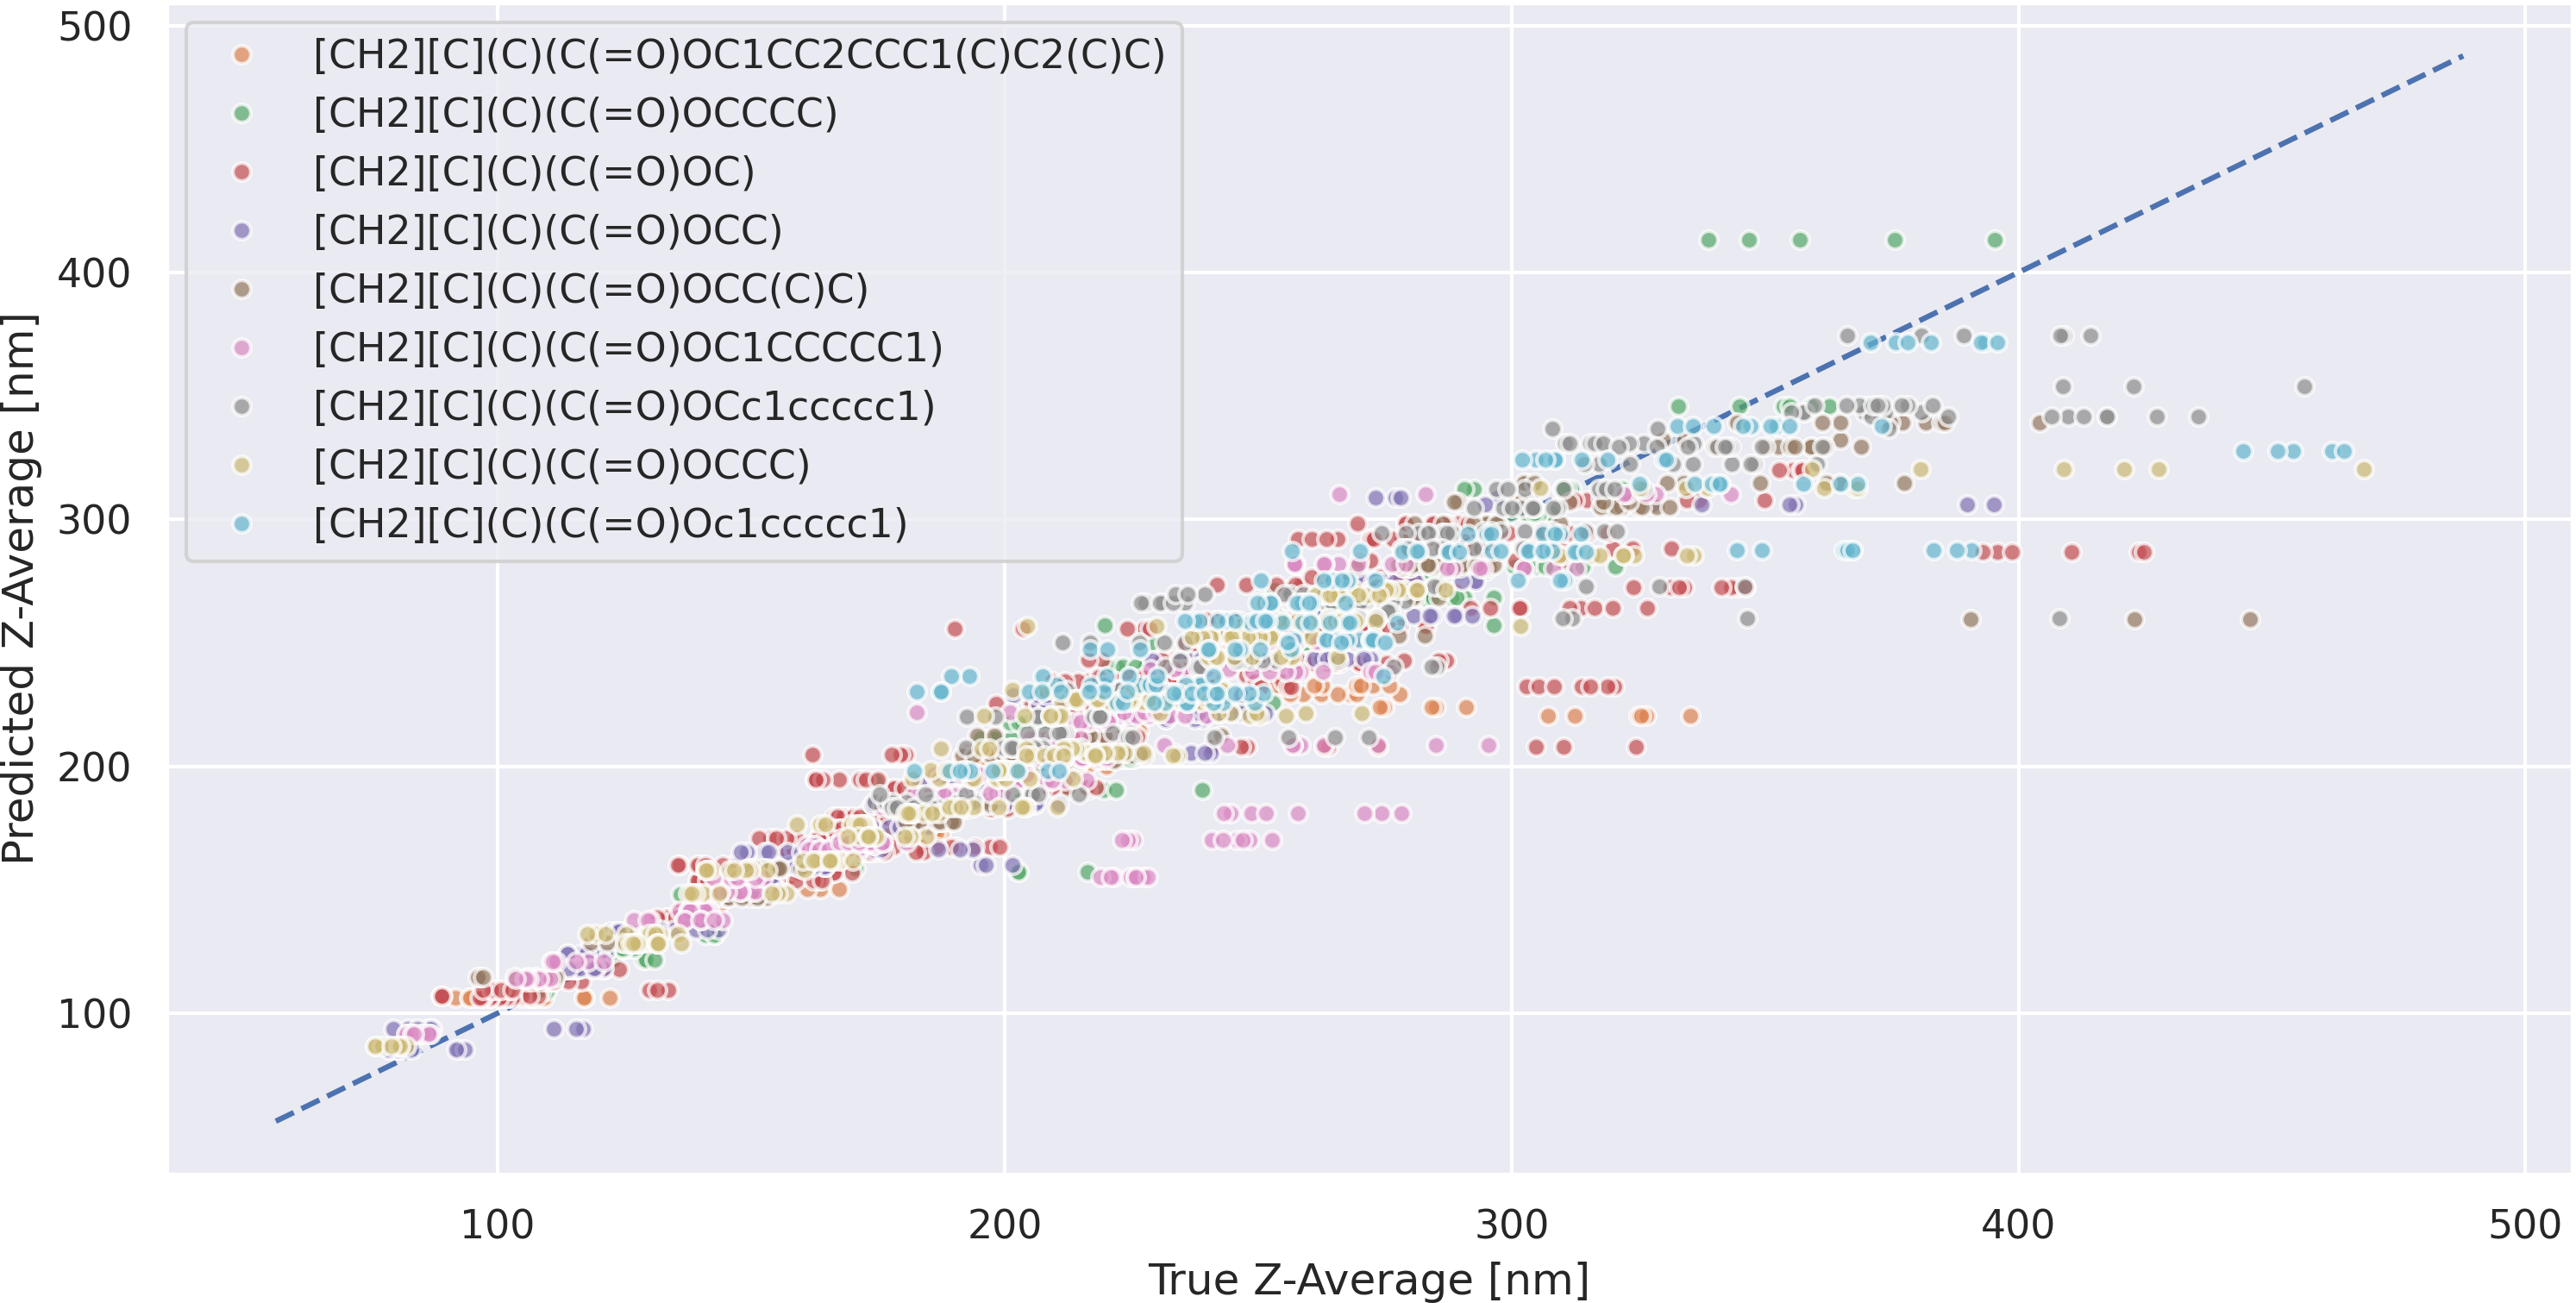 500
400
300
200
100
Predicted Z-Average [nm]
[CH2][C](C)(C(=O)OC1CC2CCC1(C)C2(C)C)
[CH2][C](C)(C(=O)OCCCC)
[CH2][C](C)(C(=O)OC)
[CH2][C](C)(C(=O)OCC)
[CH2][C](C)(C(=O)OCC(C)C)
[CH2][C](C)(C(=O)OC1CCCCC1)
[CH2][C](C)(C(=O)OCc1ccccc1)
[CH2][C](C)(C(=O)OCCC)
[CH2][C](C)(C(=O)Oc1ccccc1)
100 200 300 400 500
True Z-Average [nm]